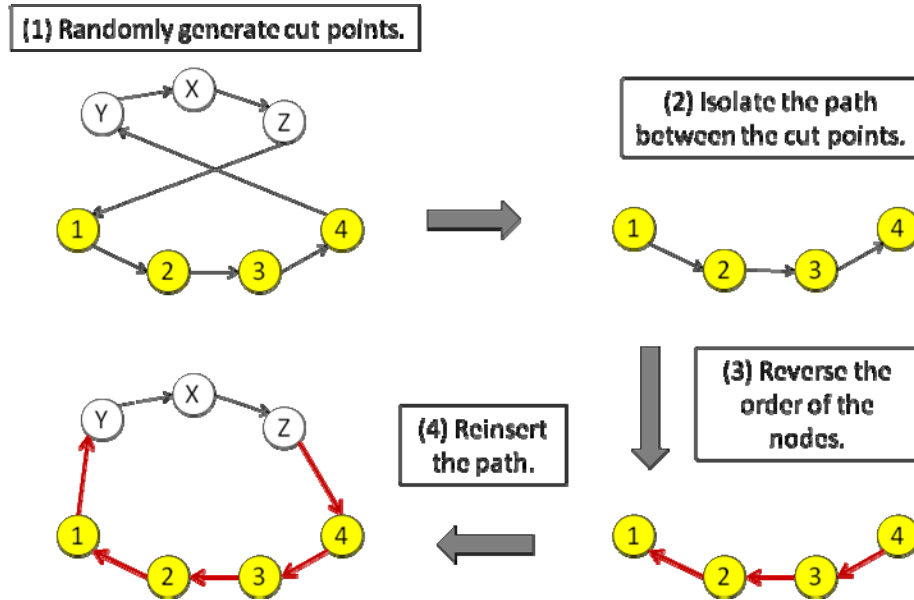 (1) Randomly generate cut points.
X
Y
Z
(2) Isolate the path
between the cut points.
1
4
2
3
1
4
2
3
(3) Reverse the
order of the
nodes.
X
Y
Z
(4) Reinsert
the path.
1
4
2
3
1
4
2
3